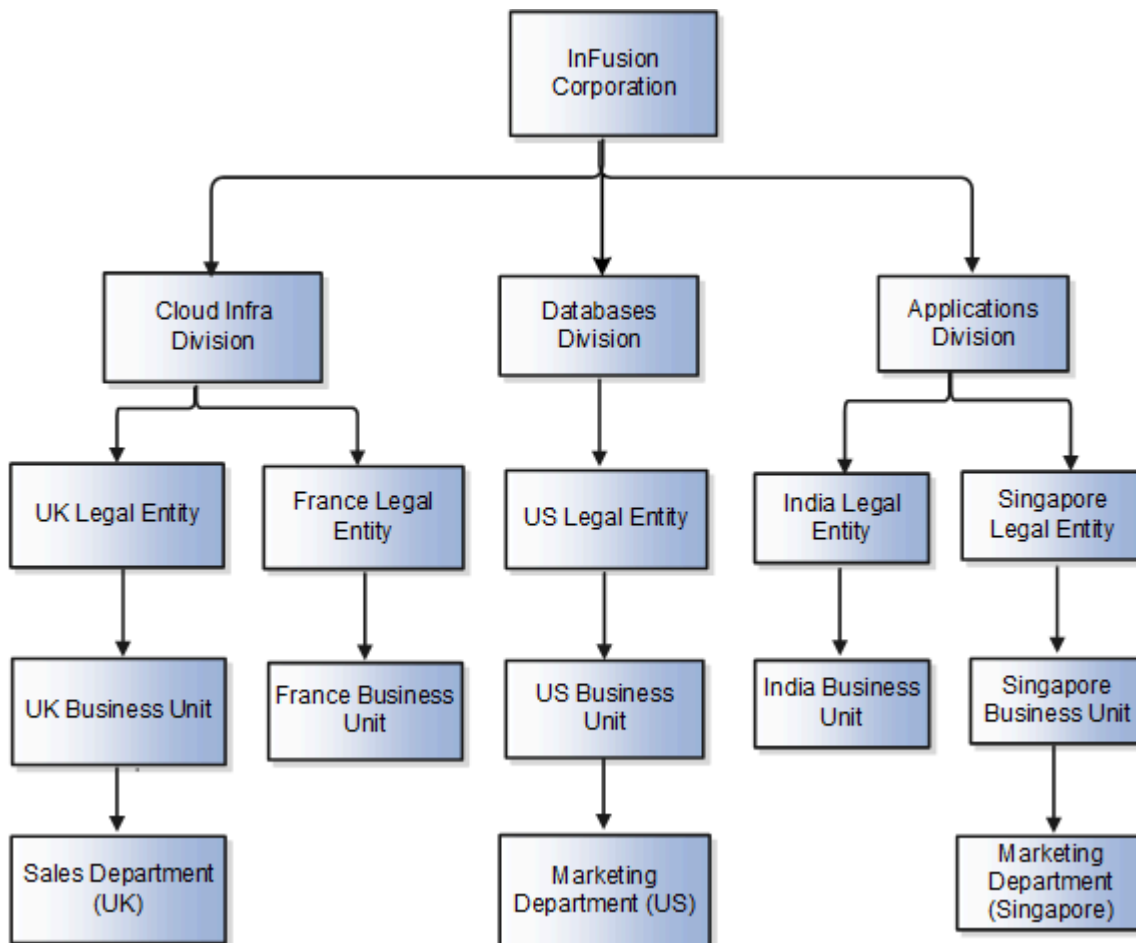 InFusion
Corporation
Cloud Infra
Division
Databases
Division
Applications
Division
UK Legal Entity
France Legal
Entity
US Legal Entity
India Legal
Entity
Singapore
Legal Entity
UK Business Unit
France Business
Unit
US Business
Unit
India Business
Unit
Singapore
Business Unit
Sales Department
(UK)
Marketing
Department (US)
Marketing
Department
(Singapore)